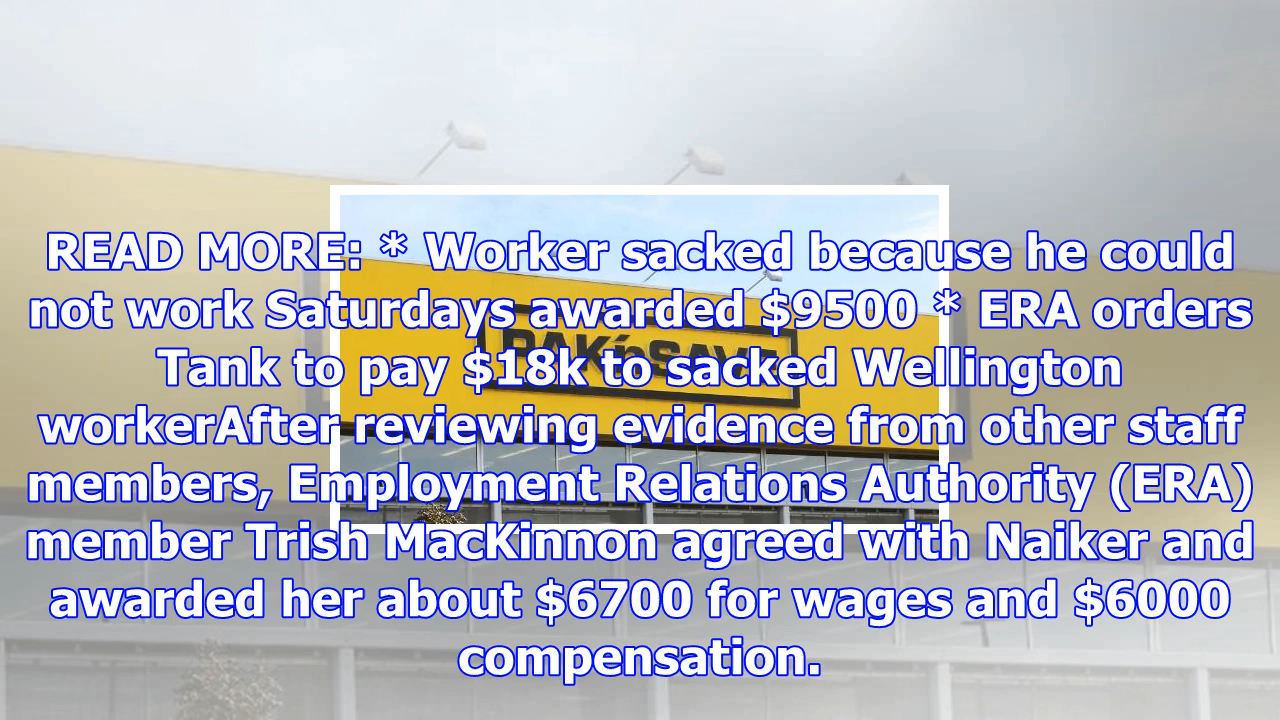 READ MORE: * Worker sacked because he could
not work Saturdays awarded $9500 * ERA orders
Tank to pay $18k to sacked Wellington
workerAfter reviewing evidence from other staff
members, Employment Relations Authority (ERA)
member Trish MacKinnon agreed with Naiker and
awarded her about $6700 for wages and $6000
compensation.
PAK'nSAVE